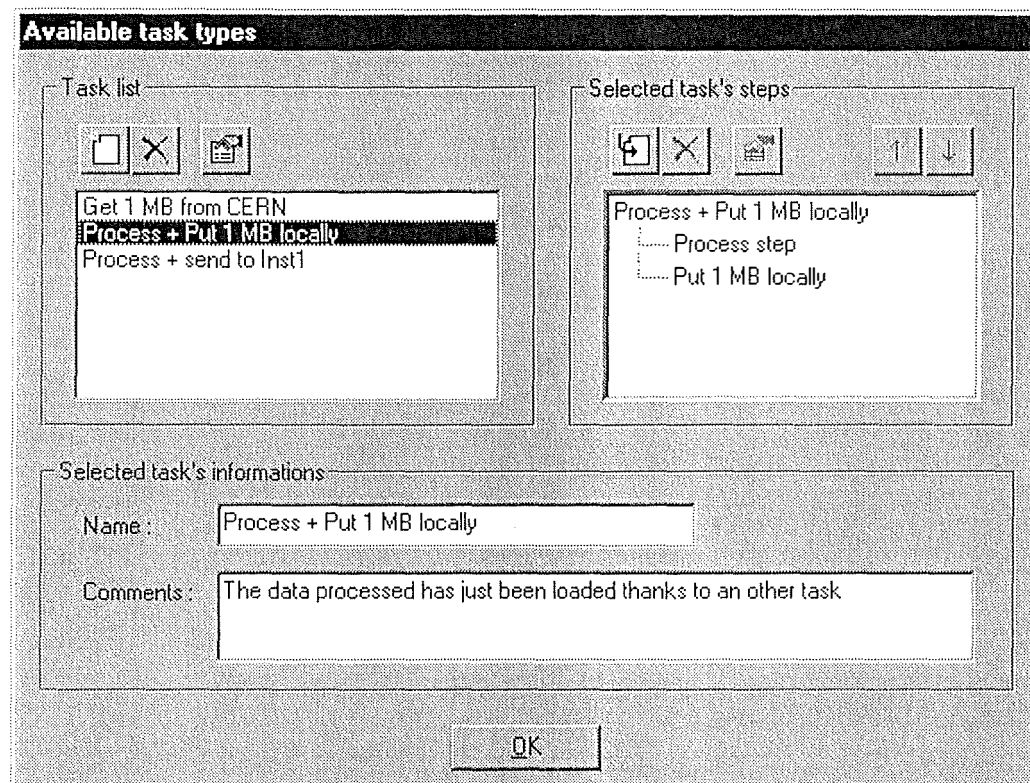 Available task types
Task list
Selected task's steps
Get 1 MB from CERN
Process + Put 1 MB locally
Process + send to Inst1
Process + Put 1 MB locally
Process step
Put 1 MB locally
Selected task's informations
Name :
Process + Put 1 MB locally
Comments :
The data processed has just been loaded thanks to an other task
OK